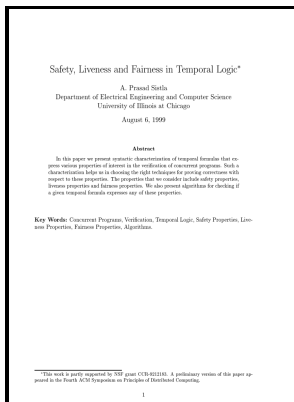 Safety, Liveness and Fairness in Temporal Logic*
A. Prasad Sistla
Department of Electrical Engineering and Computer Science
University of Illinois at Chicago
August 6, 1999
Abstract
In this paper we present syntactic characterization of temporal formulas that ex-
press various properties of interest in the verification of concurrent programs. Such a
characterization helps us in choosing the right techniques for proving correctness with
respect to these properties. The properties that we consider include safety properties,
liveness properties and fairness properties. We also present algorithms for checking if
a given temporal formula expresses any of these properties.
Key Words: Concurrent Programs, Verification, Temporal Logic, Safety Properties, Live-
ness Properties, Fairness Properties, Algorithms.
*This work is partly supported by NSF grant CCR-9212183. A preliminary version of this paper ap-
peared in the Fourth ACM Symposium on Principles of Distributed Computing.
1